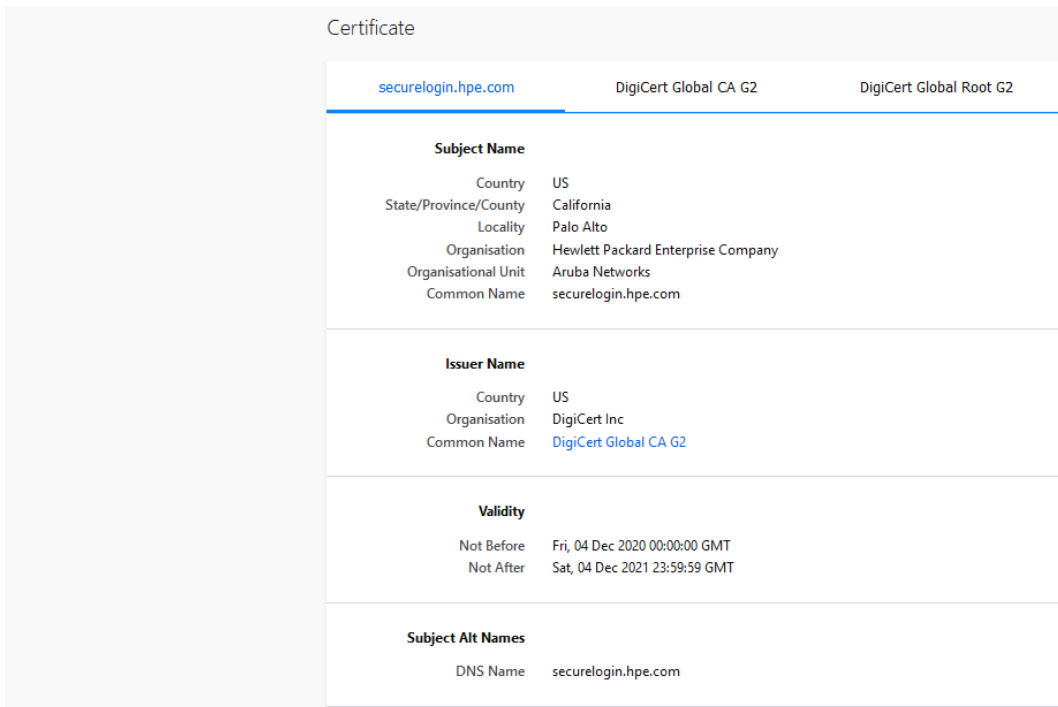 Certificate
securelogin.hpe.com DigiCert Global CA G2 DigiCert Global Root G2
Subject Name
Country US
State/Province/County California
Locality Palo Alto
Organisation Hewlett Packard Enterprise Company
Organisational Unit Aruba Networks
Common Name securelogin.hpe.com
Issuer Name
Country US
Organisation DigiCert Inc
Common Name DigiCert Global CA G2
Validity
Not Before Fri, 04 Dec 2020 00:00:00 GMT
Not After Sat, 04 Dec 2021 23:59:59 GMT
Subject Alt Names
DNS Name securelogin.hpe.com